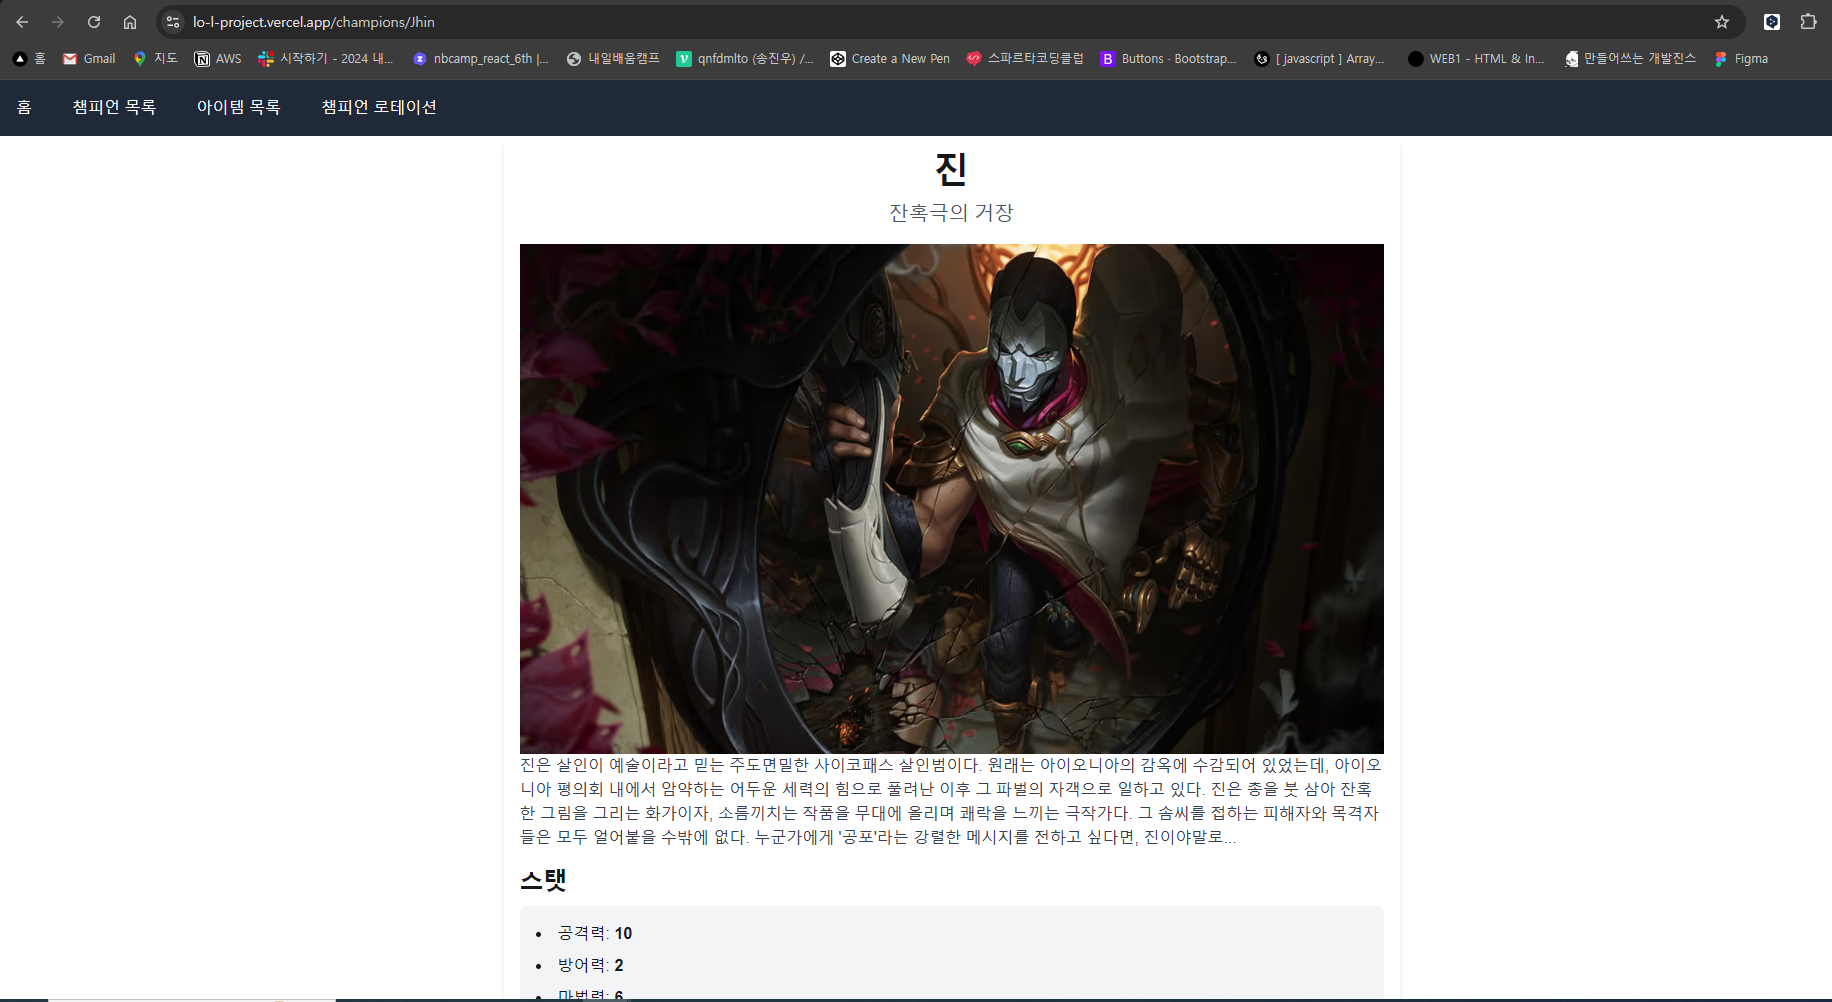 lo-l-project.vercel.app/champions/Jhin
홈 Gmail 지도 AWS 시작하기 - 2024 내... nbcamp_react_6th |... 내일배움캠프 qnfdmlto (송진우) /... Create a New Pen 스파르타코딩클럽 Buttons · Bootstrap... [ javascript ] Array... WEB1 - HTML & In... 만들어쓰는 개발진스 Figma
홈 챔피언 목록 아이템 목록 챔피언 로테이션
진
잔혹극의 거장
진은 살인이 예술이라고 믿는 주도면밀한 사이코패스 살인범이다. 원래는 아이오니아의 감옥에 수감되어 있었는데, 아이오
니아 평의회 내에서 암약하는 어두운 세력의 힘으로 풀려난 이후 그 파벌의 자객으로 일하고 있다. 진은 총을 붓 삼아 잔혹
한 그림을 그리는 화가이자, 소름끼치는 작품을 무대에 올리며 쾌락을 느끼는 극작가다. 그 솜씨를 접하는 피해자와 목격자
들은 모두 얼어붙을 수밖에 없다. 누군가에게 '공포'라는 강렬한 메시지를 전하고 싶다면, 진이야말로...
스탯
공격력: 10
방어력: 2
마법력: 6